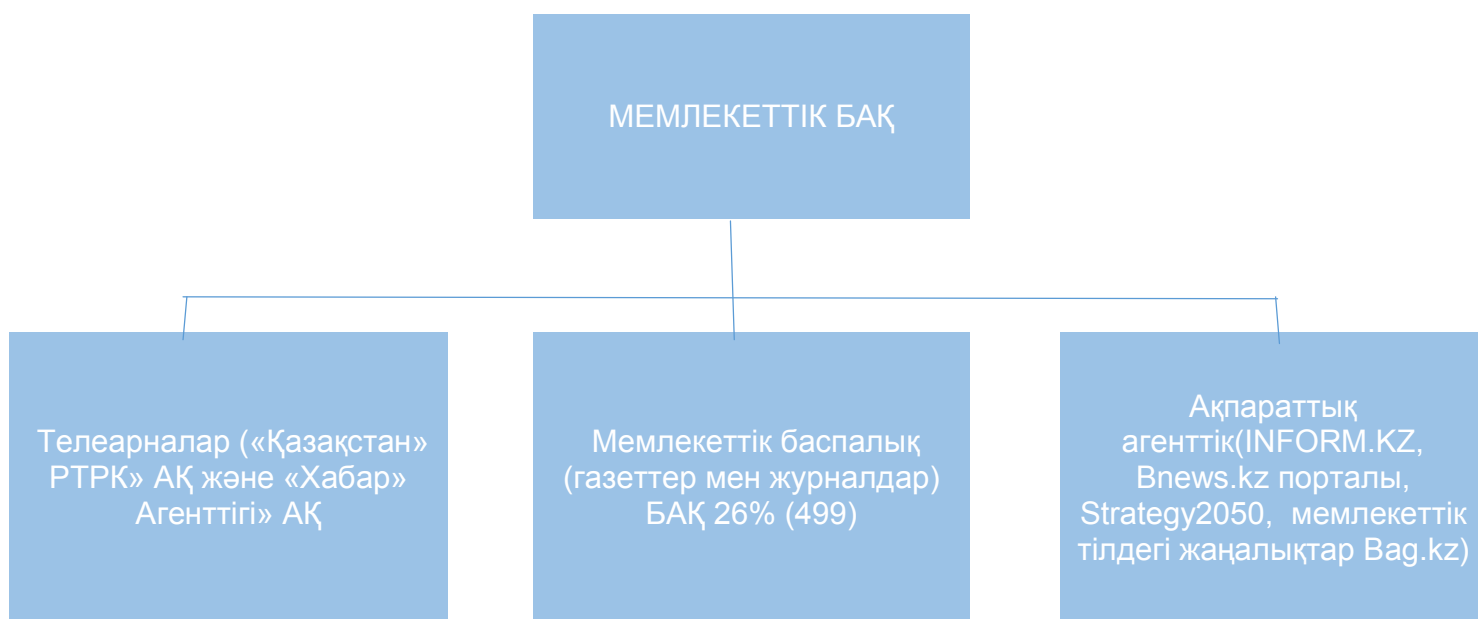 МЕМЛЕКЕТТІК БАҚ
Телеарналар («Қазақстан»
РТРК» АҚ және «Хабар»
Агенттігі» АҚ
Мемлекеттік баспалық
(газеттер мен журналдар)
БАҚ 26% (499)
Ақпараттық
агенттік(INFORM.KZ,
Bnews.kz порталы,
Strategy2050, мемлекеттік
тілдегі жаңалықтар Bag.kz)